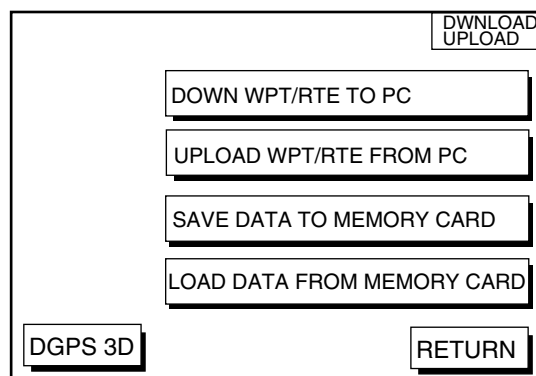 DWNLOAD
UPLOAD
DOWN WPT/RTE TO PC
UPLOAD WPT/RTE FROM PC
SAVE DATA TO MEMORY CARD
LOAD DATA FROM MEMORY CARD
DGPS 3D
RETURN